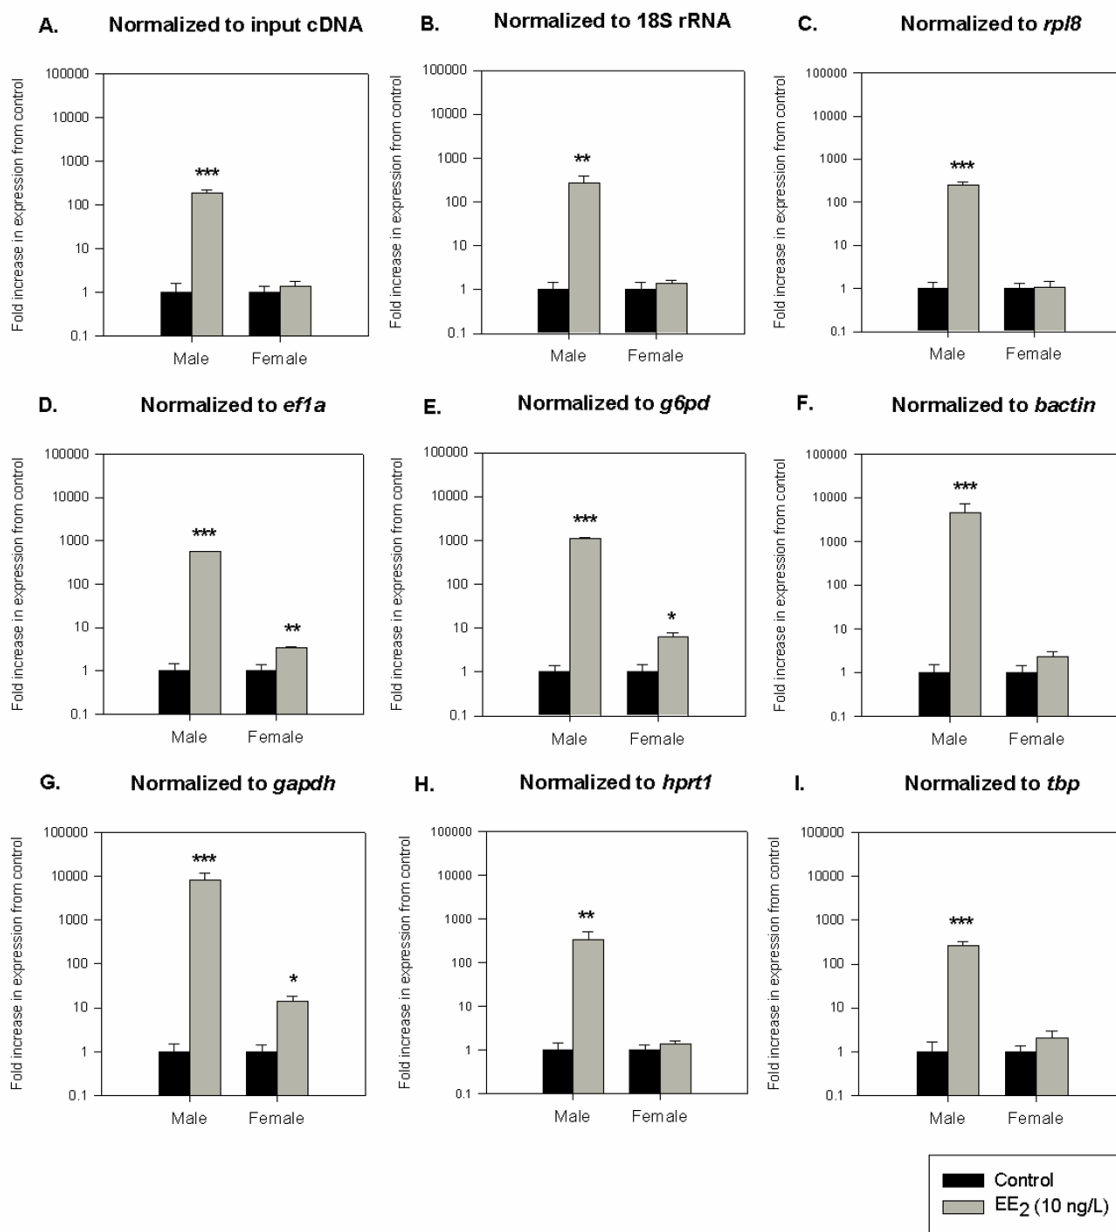 A. Normalized to input cDNA
Fold increase in expression from control
100000
10000
1000
100
10
1
0.1
***
Male Female
B. Normalized to 18S rRNA
Fold increase in expression from control
100000
10000
1000
100
10
1
0.1
**
Male Female
C. Normalized to rpl8
Fold increase in expression from control
100000
10000
1000
100
10
1
0.1
***
Male Female
D. Normalized to ef1a
Fold increase in expression from control
100000
10000
1000
100
10
1
0.1
***
**
Male Female
E. Normalized to g6pd
Fold increase in expression from control
100000
10000
1000
100
10
1
0.1
***
*
Male Female
F. Normalized to bactin
Fold increase in expression from control
100000
10000
1000
100
10
1
0.1
***
Male Female
G. Normalized to gapdh
Fold increase in expression from control
100000
10000
1000
100
10
1
0.1
***
*
Male Female
H. Normalized to hprt1
Fold increase in expression from control
100000
10000
1000
100
10
1
0.1
**
Male Female
I. Normalized to tbp
Fold increase in expression from control
100000
10000
1000
100
10
1
0.1
***
Male Female
Control
EE2 (10 ng/L)